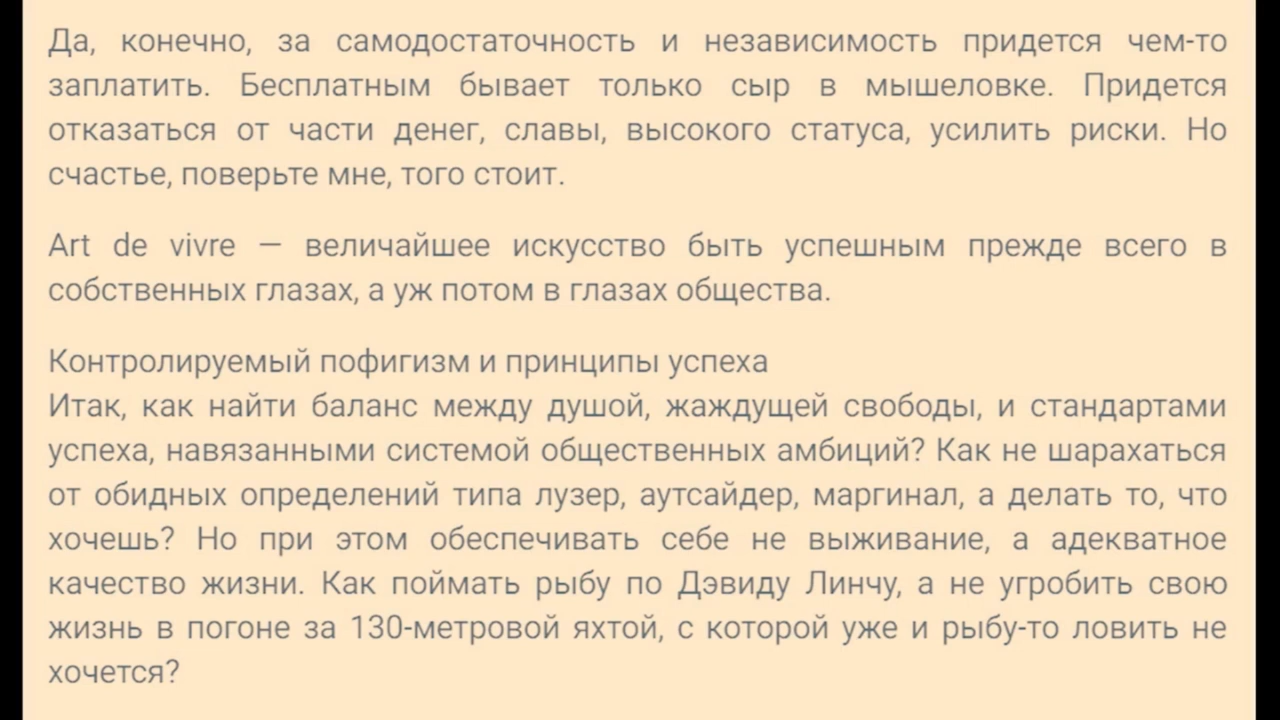 Да, конечно, за самодостаточность и независимость придется чем-то
заплатить. Бесплатным бывает только сыр в мышеловке. Придется
отказаться от части денег, славы, высокого статуса, усилить риски. Но
счастье, поверьте мне, того стоит.
Art de vivre — величайшее искусство быть успешным прежде всего в
собственных глазах, а уж потом в глазах общества.
Контролируемый пофигизм и принципы успеха
Итак, как найти баланс между душой, жаждущей свободы, и стандартами
успеха, навязанными системой общественных амбиций? Как не шарахаться
от обидных определений типа лузер, аутсайдер, маргинал, а делать то, что
хочешь? Но при этом обеспечивать себе не выживание, а адекватное
качество жизни. Как поймать рыбу по Дэвиду Линчу, а не угробить свою
жизнь в погоне за 130-метровой яхтой, с которой уже и рыбу-то ловить не
хочется?